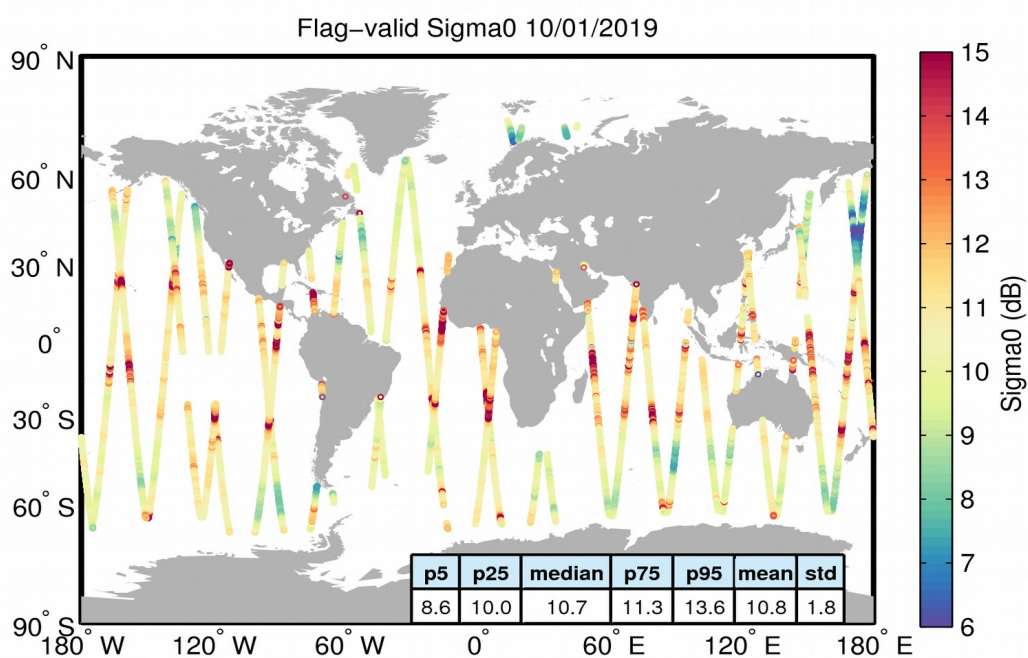 Flag–valid Sigma0 10/01/2019
90° N
60° N
30° N
0°
30° S
60° S
90° S
180° W
120° W
60° W
0°
60° E
120° E
180° E
15
14
13
12
11
10
9
8
7
6
Sigma0 (dB)
p5 p25 median p75 p95 mean std
8.6 10.0 10.7 11.3 13.6 10.8 1.8